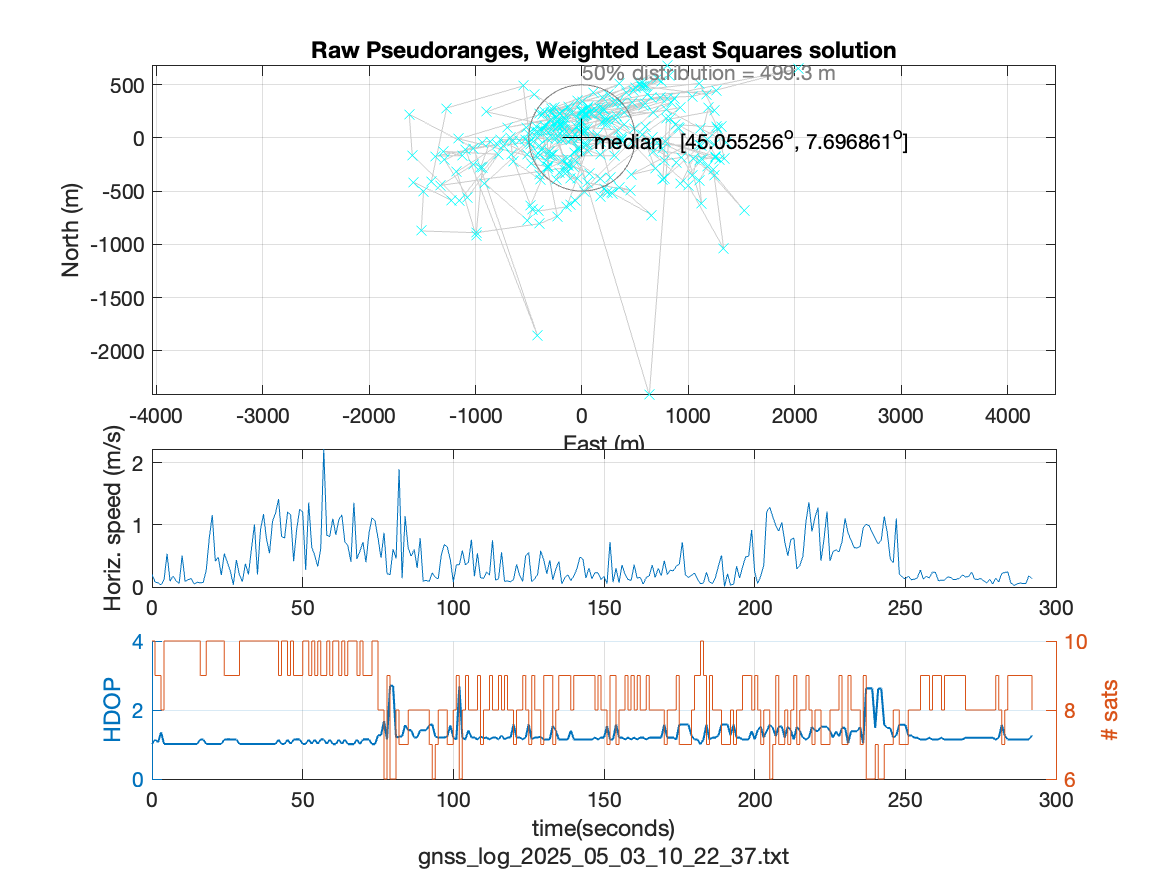 Raw Pseudoranges, Weighted Least Squares solution
50% distribution = 499.3 m
median [45.055256o, 7.696861o]
North (m)
500
0
-500
-1000
-1500
-2000
-4000 -3000 -2000 -1000 0 1000 2000 3000 4000
East (m)
Horiz. speed (m/s)
2
1
0
0 50 100 150 200 250 300
HDOP
4
2
0
# sats
10
8
6
0 50 100 150 200 250 300
time(seconds)
gnss_log_2025_05_03_10_22_37.txt